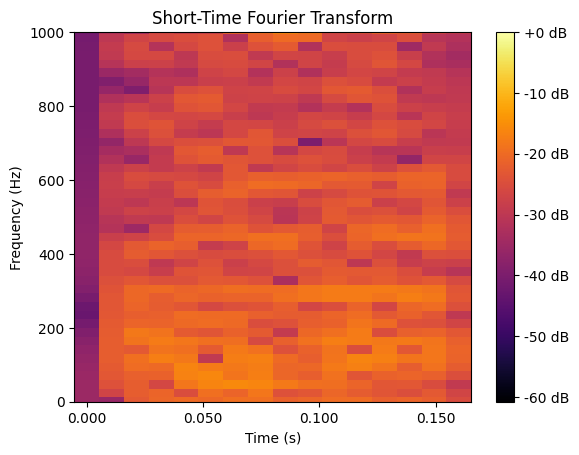 Short-Time Fourier Transform
1000
800
600
400
200
0
Frequency (Hz)
0.000
0.050
0.100
0.150
Time (s)
+0 dB
-10 dB
-20 dB
-30 dB
-40 dB
-50 dB
-60 dB